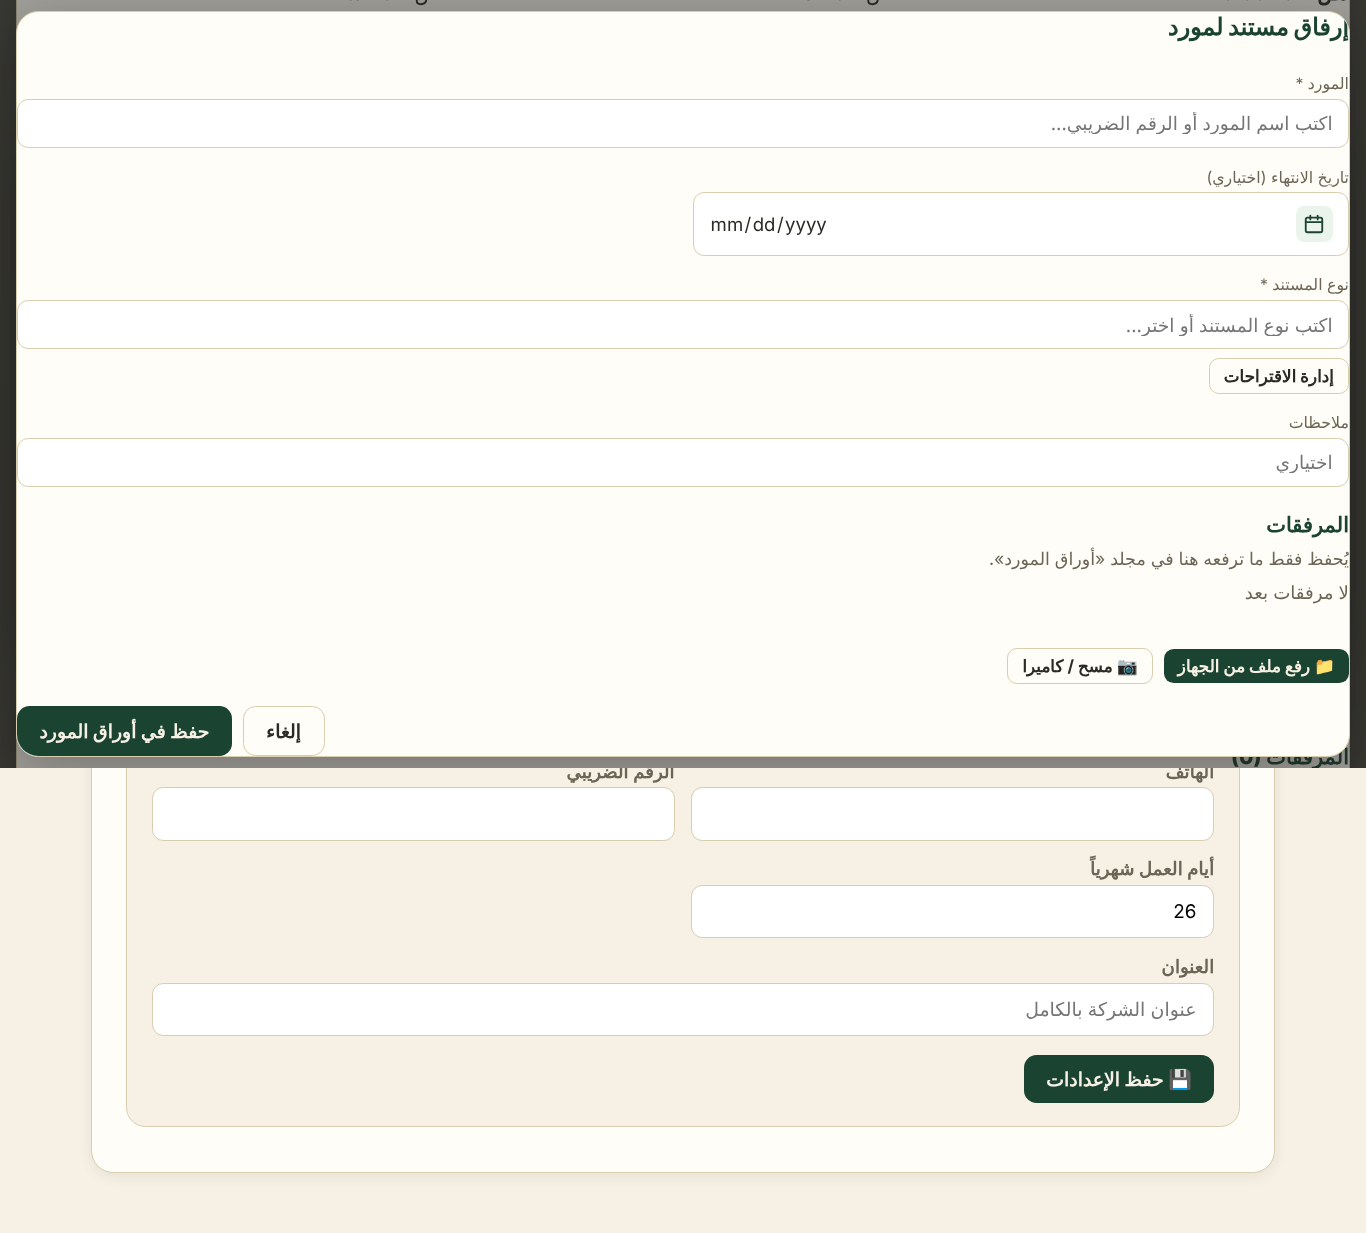 إرفاق مستند لمورد
المورد *
اكتب اسم المورد أو الرقم الضريبي...
تاريخ الانتهاء (اختياري)
mm/dd/yyyy
نوع المستند *
اكتب نوع المستند أو اختر...
إدارة الاقتراحات
ملاحظات
اختياري
المرفقات
يُحفظ فقط ما ترفعه هنا في مجلد «أوراق المورد».
لا مرفقات بعد
📁 رفع ملف من الجهاز
📷 مسح / كاميرا
إلغاء
حفظ في أوراق المورد
المرفقات (0)
الهاتف
الرقم الضريبي
أيام العمل شهرياً
26
العنوان
عنوان الشركة بالكامل
💾 حفظ الإعدادات